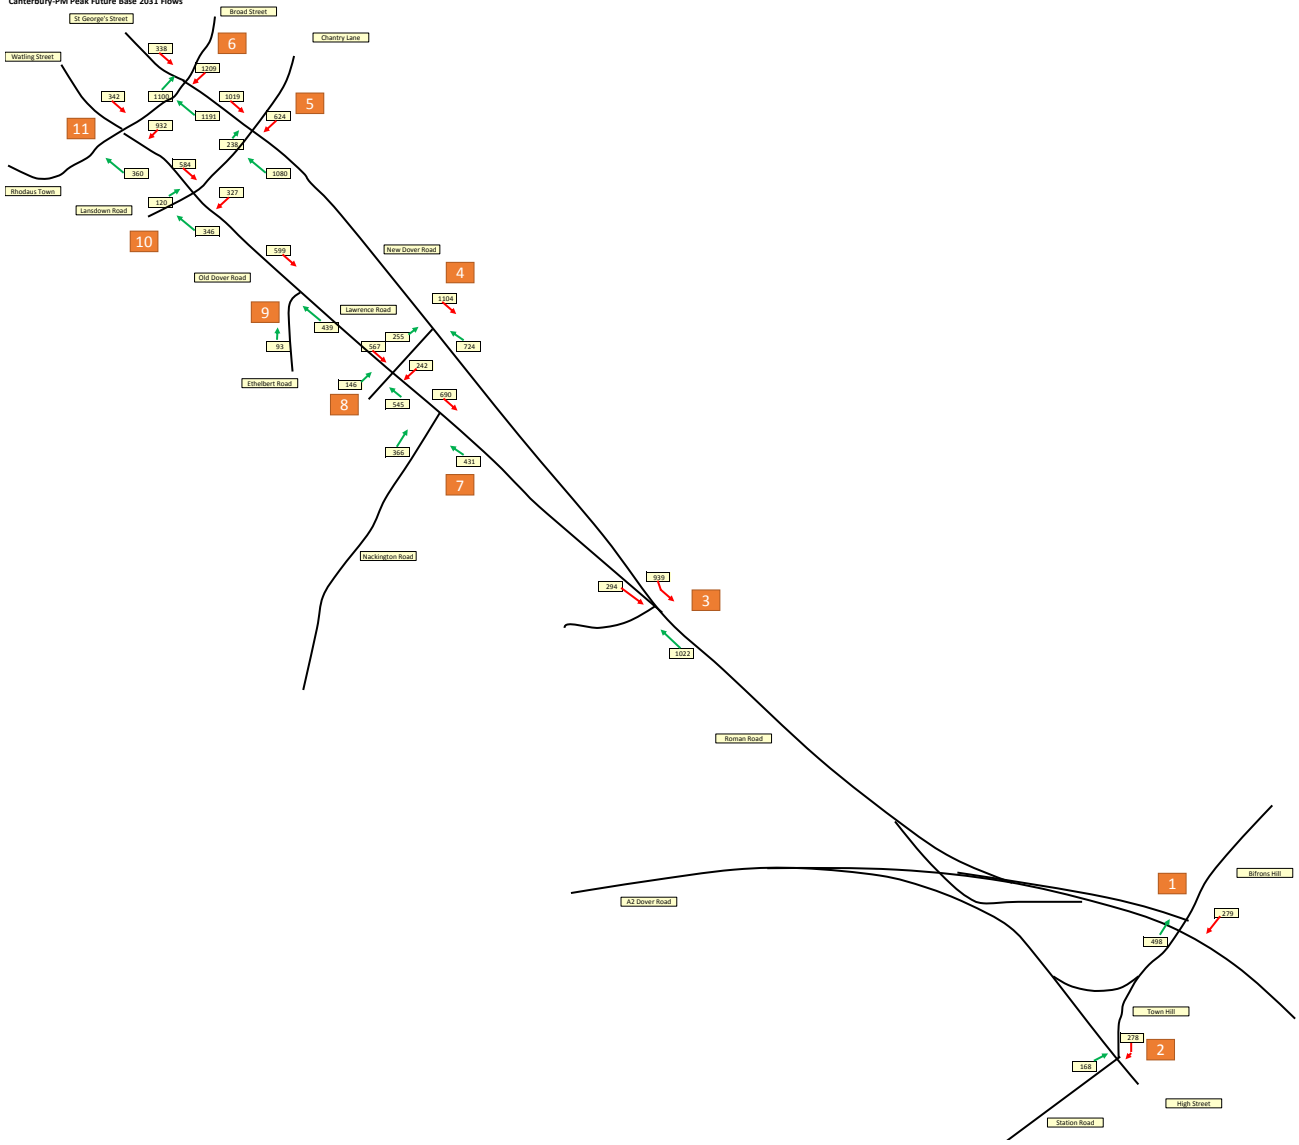 Canterbury-PM Peak Future Base 2031 Flows
Broad Street
St George's Street
Chantry Lane
6
338
Watling Street
1209
342
1100
1019
5
1191
624
11
932
238
584
360
1080
Rhodaus Town
327
120
Lansdown Road
346
10
599
New Dover Road
4
Old Dover Road
1104
9
Lawrence Road
439
255
93
567
724
242
Ethelbert Road
146
690
8
545
366
431
7
Nackington Road
939
294
3
1022
Roman Road
1
Bifrons Hill
A2 Dover Road
279
498
Town Hill
278
2
168
High Street
Station Road